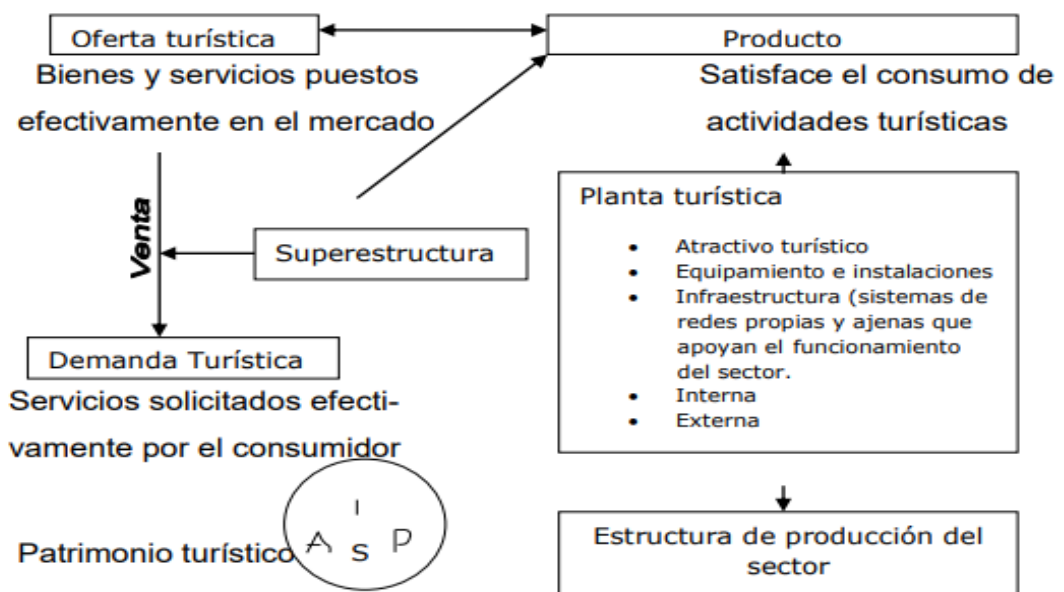 Oferta turística
Producto
Bienes y servicios puestos
efectivamente en el mercado
Satisface el consumo de
actividades turísticas
Venta
Superestructura
Planta turística
• Atractivo turístico
• Equipamiento e instalaciones
• Infraestructura (sistemas de
redes propias y ajenas que
apoyan el funcionamiento
del sector.
• Interna
• Externa
Demanda Turística
Servicios solicitados efecti-
vamente por el consumidor
Patrimonio turístico
I
A S P
Estructura de producción del
sector